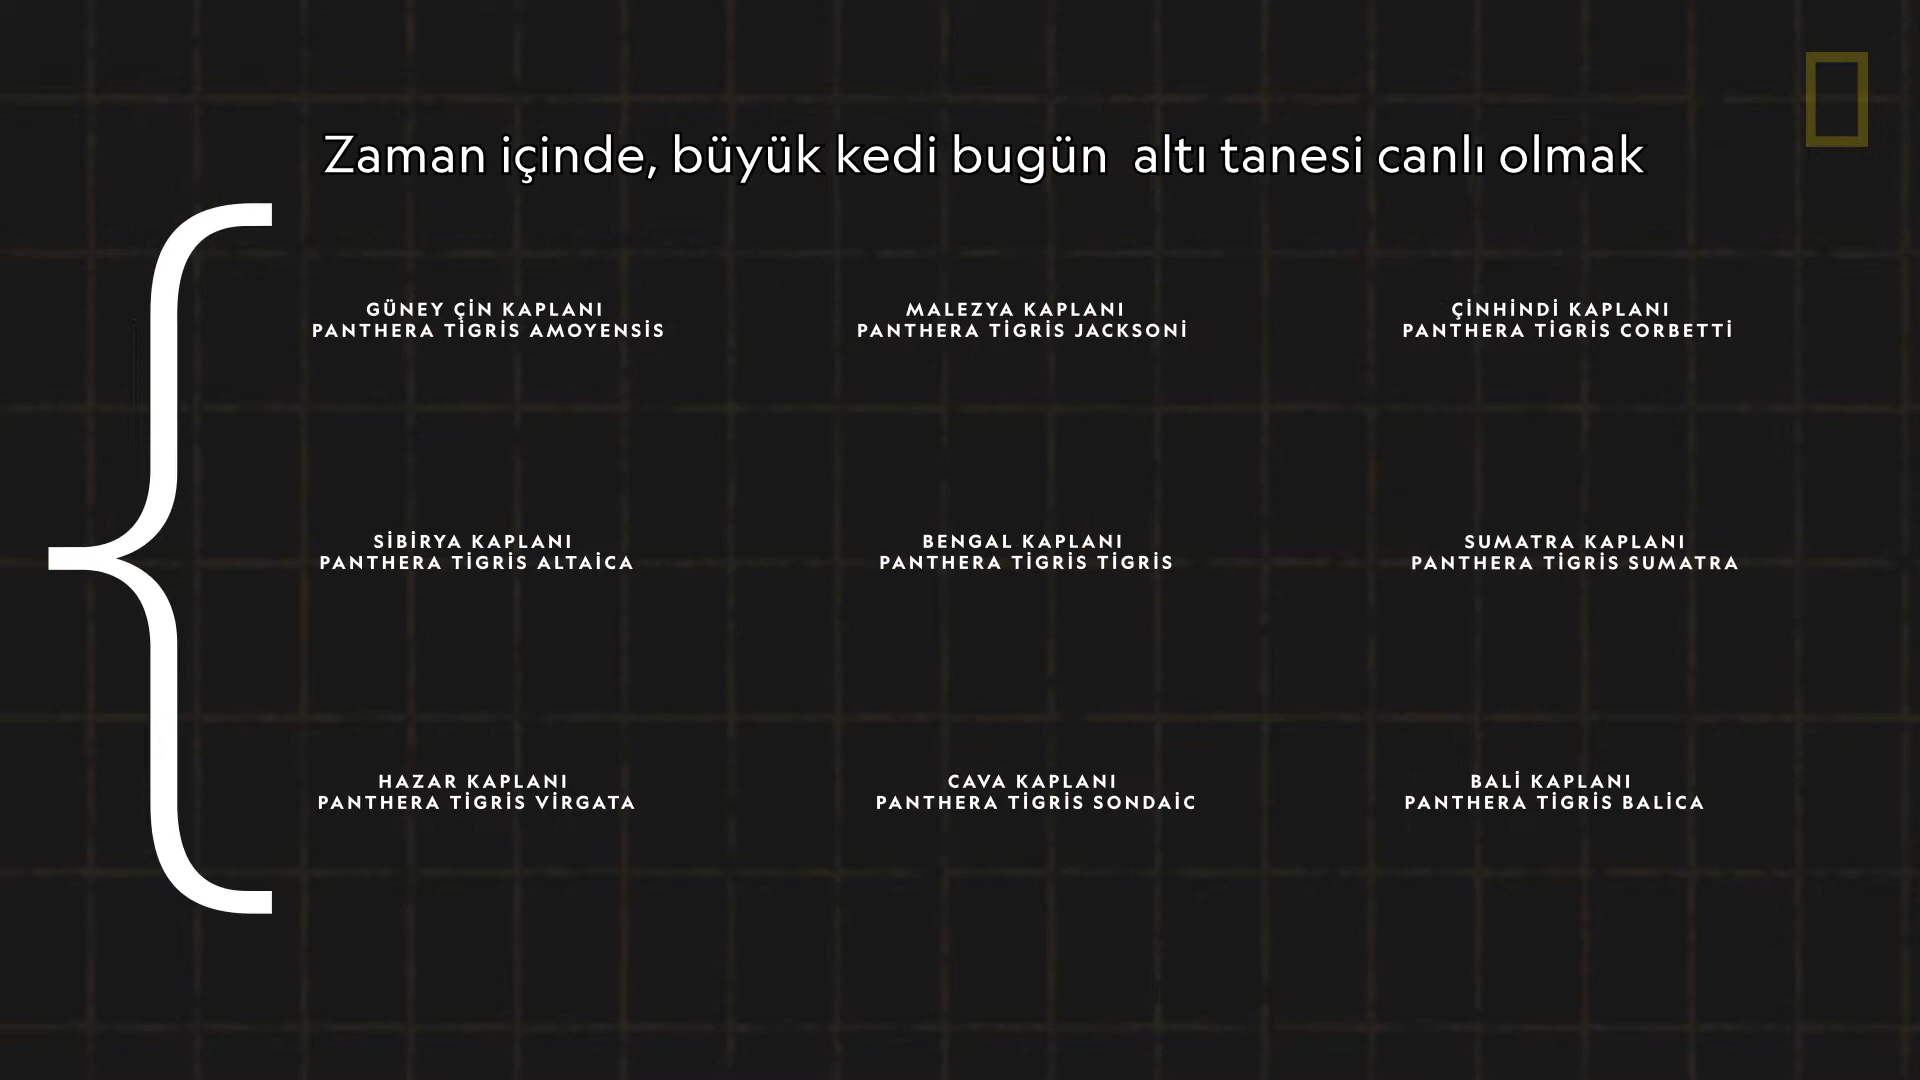 Zaman içinde, büyük kedi bugün  altı tanesi canlı olmak
GÜNEY ÇİN KAPLANI
PANTHERA TİGRİS AMOYENSİS
MALEZYA KAPLANI
PANTHERA TİGRİS JACKSONİ
ÇİNHİNDİ KAPLANI
PANTHERA TİGRİS CORBETTİ
SİBİRYA KAPLANI
PANTHERA TİGRİS ALTAİCA
BENGAL KAPLANI
PANTHERA TİGRİS TİGRİS
SUMATRA KAPLANI
PANTHERA TİGRİS SUMATRA
HAZAR KAPLANI
PANTHERA TİGRİS VİRGATA
CAVA KAPLANI
PANTHERA TİGRİS SONDAİC
BALİ KAPLANI
PANTHERA TİGRİS BALİCA